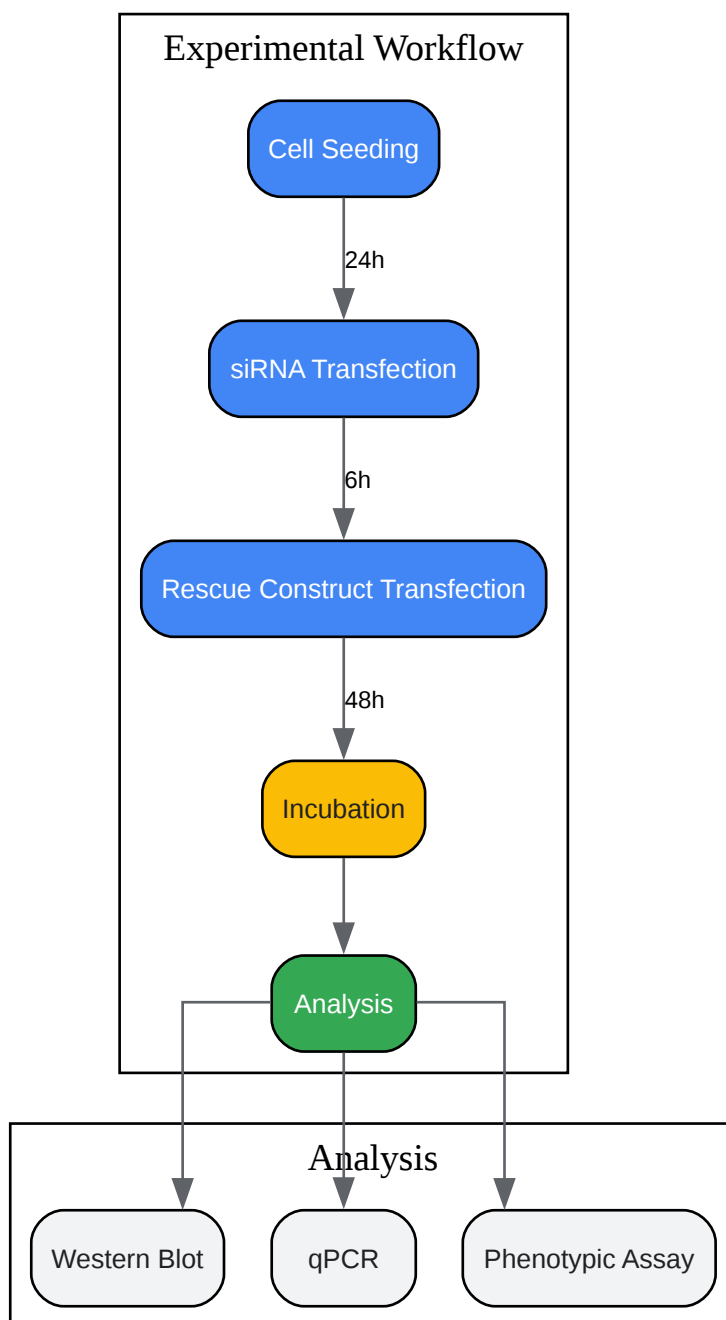 Experimental Workflow
Cell Seeding
24h
siRNA Transfection
6h
Rescue Construct Transfection
48h
Incubation
Analysis
Analysis
Western Blot
qPCR
Phenotypic Assay